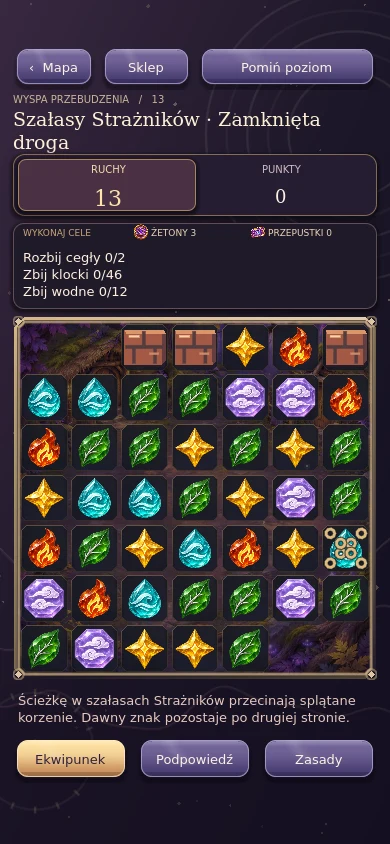 ‹ Mapa
Sklep
Pomiń poziom
WYSPA PRZEBUDZENIA / 13
Szałasy Strażników · Zamknięta
droga
RUCHY
13
PUNKTY
0
WYKONAJ CELE
ŻETONY 3
PRZEPUSTKI 0
Rozbij cegły 0/2
Zbij klocki 0/46
Zbij wodne 0/12
Ścieżkę w szałasach Strażników przecinają splątane
korzenie. Dawny znak pozostaje po drugiej stronie.
Ekwipunek
Podpowiedź
Zasady